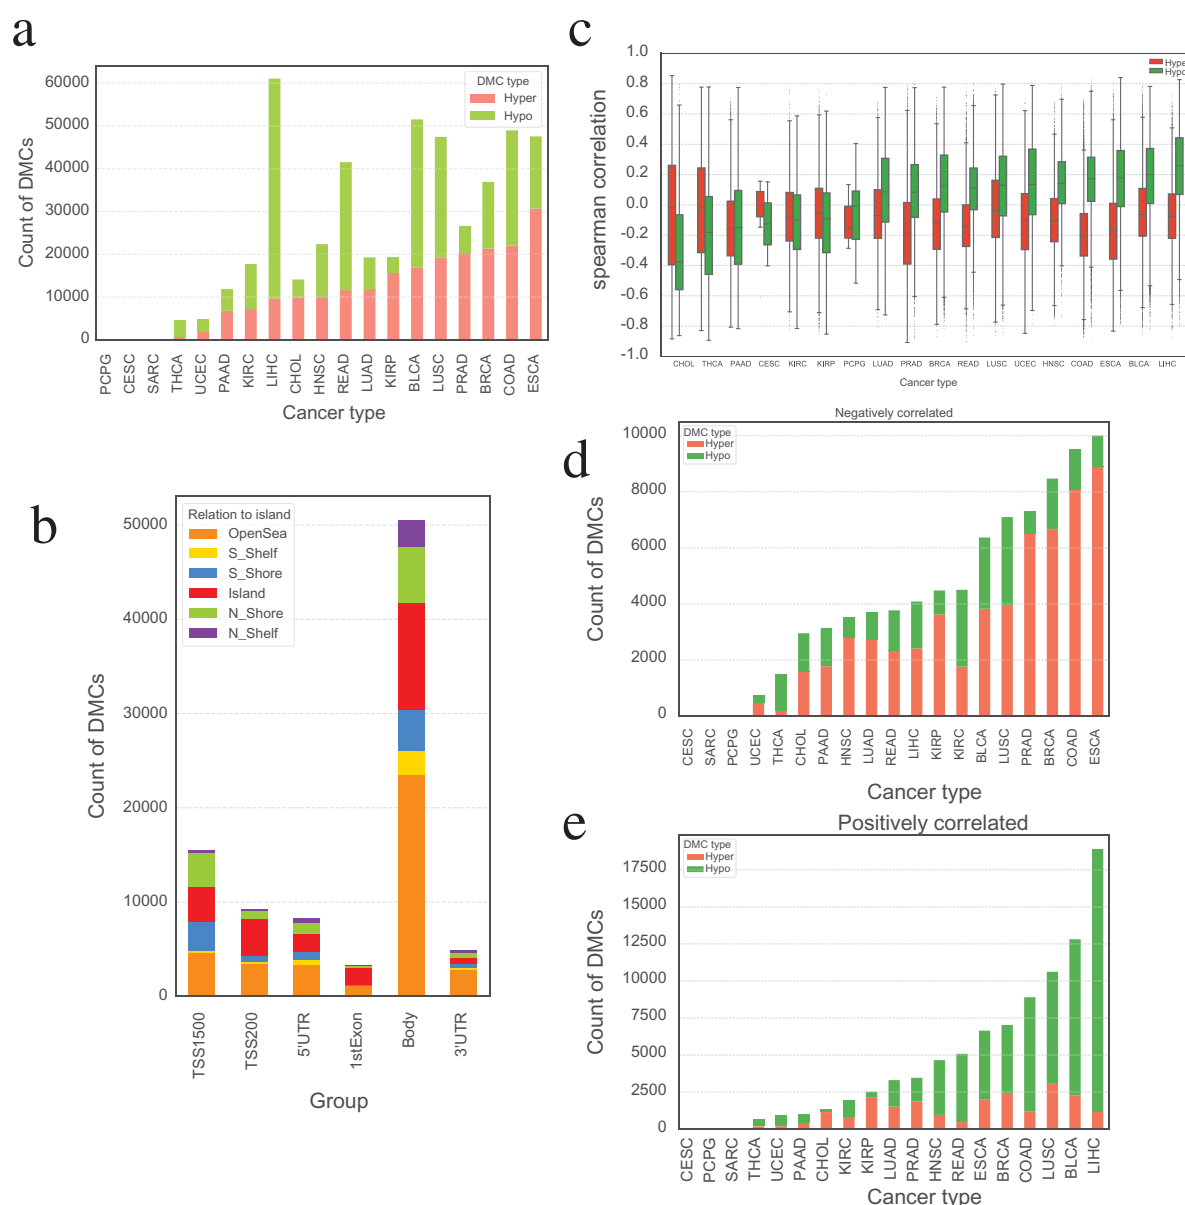 a
60000
50000
40000
30000
20000
10000
0
Count of DMCs
DMC type
Hyper
Hypo
PCPG
CESC
SARC
THCA
UCEC
PAAD
KIRC
LIHC
CHOL
HNSC
READ
LUAD
KIRP
BLCA
LUSC
PRAD
BRCA
COAD
ESCA
Cancer type
b
50000
40000
30000
20000
10000
0
Count of DMCs
Relation to island
OpenSea
S_Shelf
S_Shore
Island
N_Shore
N_Shelf
TSS1500
TSS200
5'UTR
1stExon
Body
3'UTR
Group
c
1.0
0.8
0.6
0.4
0.2
0.0
-0.2
-0.4
-0.6
-0.8
-1.0
spearman correlation
Hype
Hypo
CHOL
THCA
PAAD
CESC
KIRC
KIRP
PCPG
LUAD
PRAD
BRCA
READ
LUSC
UCEC
HNSC
COAD
ESCA
BLCA
LIHC
Cancer type
d
Negatively correlated
10000
8000
6000
4000
2000
0
Count of DMCs
DMC type
Hyper
Hypo
CESC
SARC
PCPG
UCEC
THCA
CHOL
PAAD
HNSC
LUAD
READ
LIHC
KIRP
KIRC
BLCA
LUSC
PRAD
BRCA
COAD
ESCA
Cancer type
e
Positively correlated
17500
15000
12500
10000
7500
5000
2500
0
Count of DMCs
DMC type
Hyper
Hypo
CESC
PCPG
SARC
THCA
UCEC
PAAD
CHOL
KIRC
KIRP
LUAD
PRAD
HNSC
READ
ESCA
BRCA
COAD
LUSC
BLCA
LIHC
Cancer type